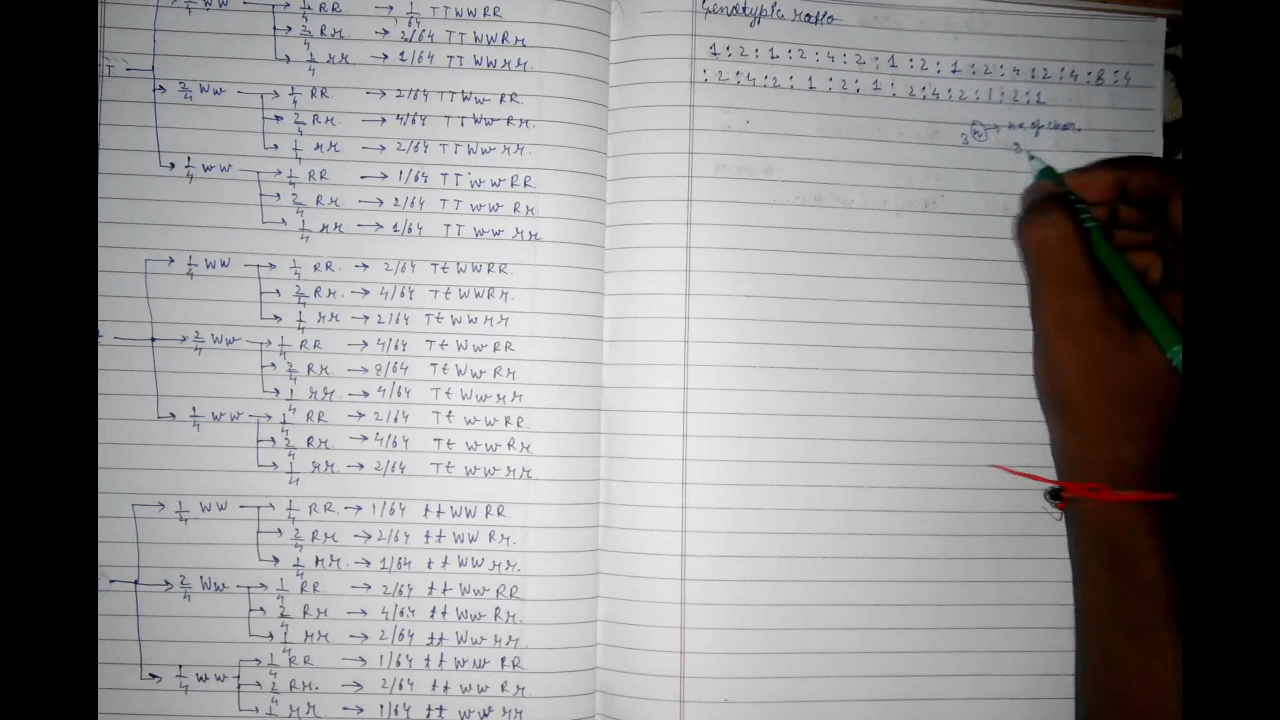 1/4 WW → 1/4 RR → 1/64 TTWWRR
2/4 Rr → 2/64 TTWWRr
1/4 rr → 1/64 TTWWrr
T
2/4 Ww → 1/4 RR → 2/64 TTWwRR
2/4 Rr → 4/64 TTWwRr.
1/4 rr → 2/64 TTWwrr.
1/4 ww → 1/4 RR → 1/64 TTwwRR
2/4 Rr → 2/64 TTwwRr.
1/4 rr → 1/64 TTwwrr
1/4 WW → 1/4 RR. → 2/64 TtWWRR.
2/4 Rr. → 4/64 TtWWRr.
1/4 rr → 2/64 TtWWrr
t
2/4 Ww → 1/4 RR → 4/64 TtWwRR
2/4 Rr. → 8/64 TtWwRr.
1/4 rr. → 4/64 TtWwrr
1/4 ww → 1/4 RR → 2/64 TtwwRR.
2/4 Rr → 4/64 TtwwRr.
1/4 rr → 2/64 Ttwwrr.
1/4 WW → 1/4 RR. → 1/64 ttWWRR
2/4 Rr → 2/64 ttWWRr.
1/4 rr. → 1/64 ttWWrr.
2/4 Ww → 1/4 RR → 2/64 ttWwRR
2/4 Rr → 4/64 ttWwRr.
1/4 rr → 2/64 ttWwrr.
1/4 ww → 1/4 RR → 1/64 ttwwRR
2/4 Rr. → 2/64 ttwwRr
1/4 rr → 1/64 ttwwrr
Genotypic ratio
1:2:1:2:4:2:1:2:1:2:4:2:4:8:4
:2:4:2:1:2:1:2:4:2:1:2:1
3 n → no. of char.
3